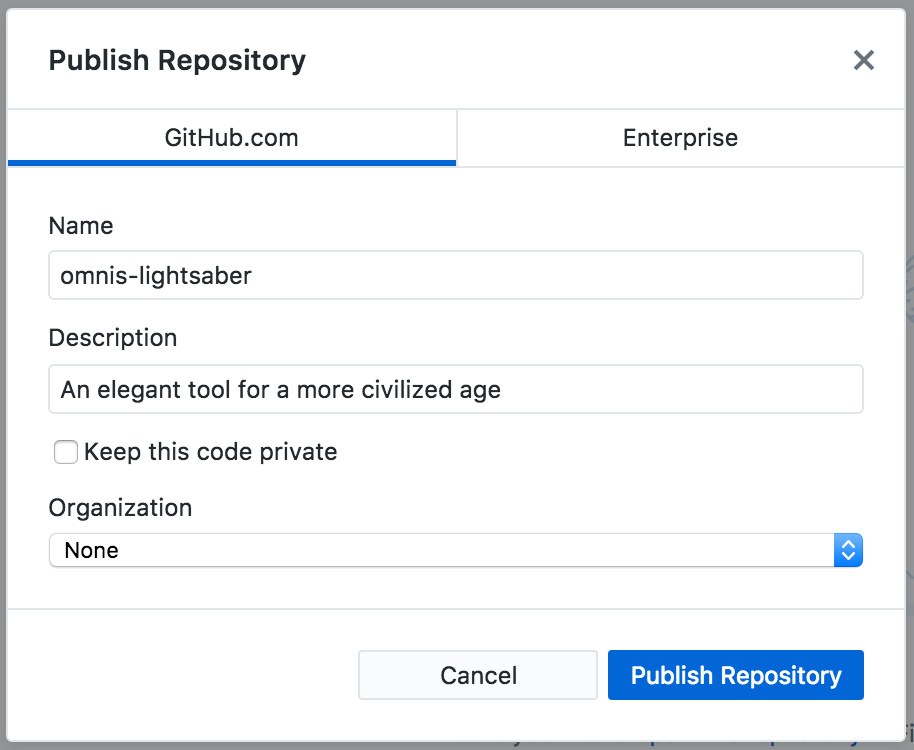 Publish Repository
GitHub.com
Enterprise
Name
omnis-lightsaber
Description
An elegant tool for a more civilized age
Keep this code private
Organization
None
Cancel
Publish Repository